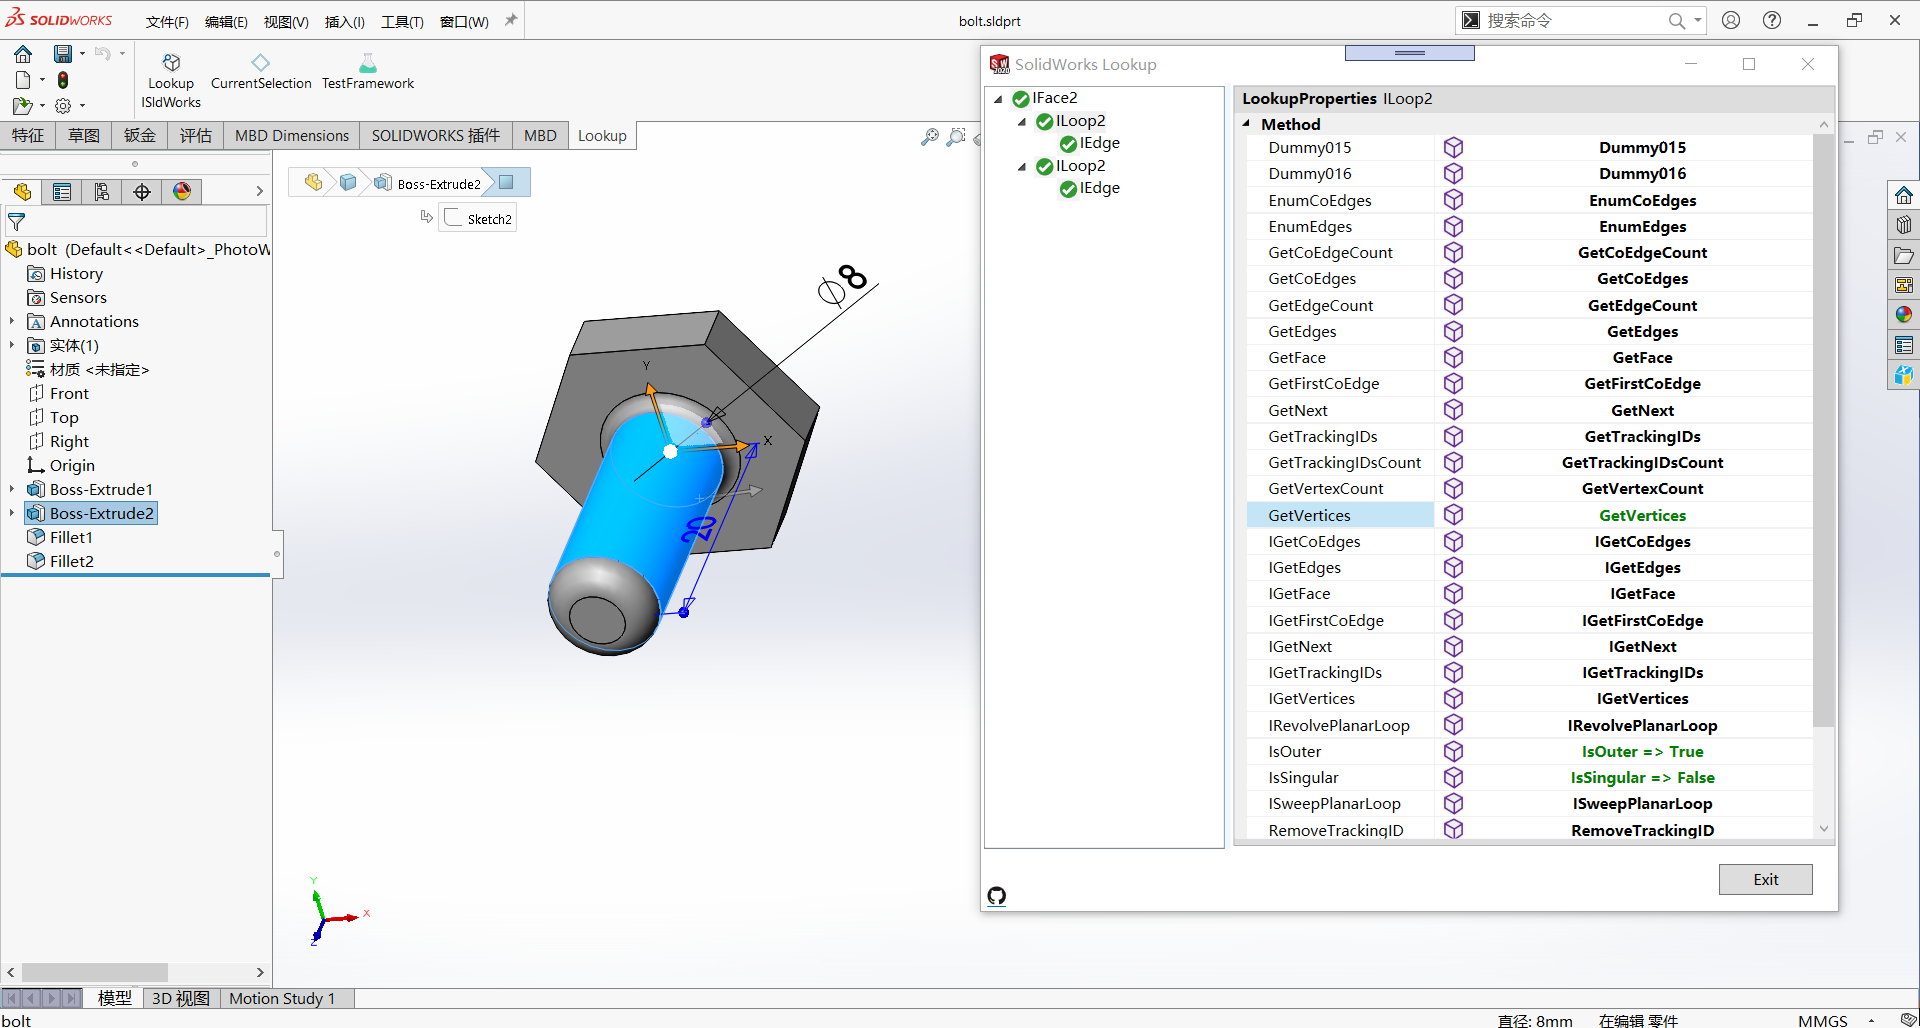 SOLIDWORKS 文件(F) 编辑(E) 视图(V) 插入(I) 工具(T) 窗口(W) bolt.sldprt 搜索命令
Lookup ISldWorks
CurrentSelection
TestFramework
特征 草图 钣金 评估 MBD Dimensions SOLIDWORKS 插件 MBD Lookup
bolt (Default<<Default>_PhotoW
History
Sensors
Annotations
实体(1)
材质 <未指定>
Front
Top
Right
Origin
Boss-Extrude1
Boss-Extrude2
Fillet1
Fillet2
Boss-Extrude2
Sketch2
∅8
Y
X
20
Y
X
Z
SolidWorks Lookup
IFace2
ILoop2
IEdge
ILoop2
IEdge
LookupProperties ILoop2
Method
Dummy015 Dummy015
Dummy016 Dummy016
EnumCoEdges EnumCoEdges
EnumEdges EnumEdges
GetCoEdgeCount GetCoEdgeCount
GetCoEdges GetCoEdges
GetEdgeCount GetEdgeCount
GetEdges GetEdges
GetFace GetFace
GetFirstCoEdge GetFirstCoEdge
GetNext GetNext
GetTrackingIDs GetTrackingIDs
GetTrackingIDsCount GetTrackingIDsCount
GetVertexCount GetVertexCount
GetVertices GetVertices
IGetCoEdges IGetCoEdges
IGetEdges IGetEdges
IGetFace IGetFace
IGetFirstCoEdge IGetFirstCoEdge
IGetNext IGetNext
IGetTrackingIDs IGetTrackingIDs
IGetVertices IGetVertices
IRevolvePlanarLoop IRevolvePlanarLoop
IsOuter IsOuter => True
IsSingular IsSingular => False
ISweepPlanarLoop ISweepPlanarLoop
RemoveTrackingID RemoveTrackingID
Exit
模型 3D 视图 Motion Study 1
bolt 直径: 8mm 在编辑 零件 MMGS